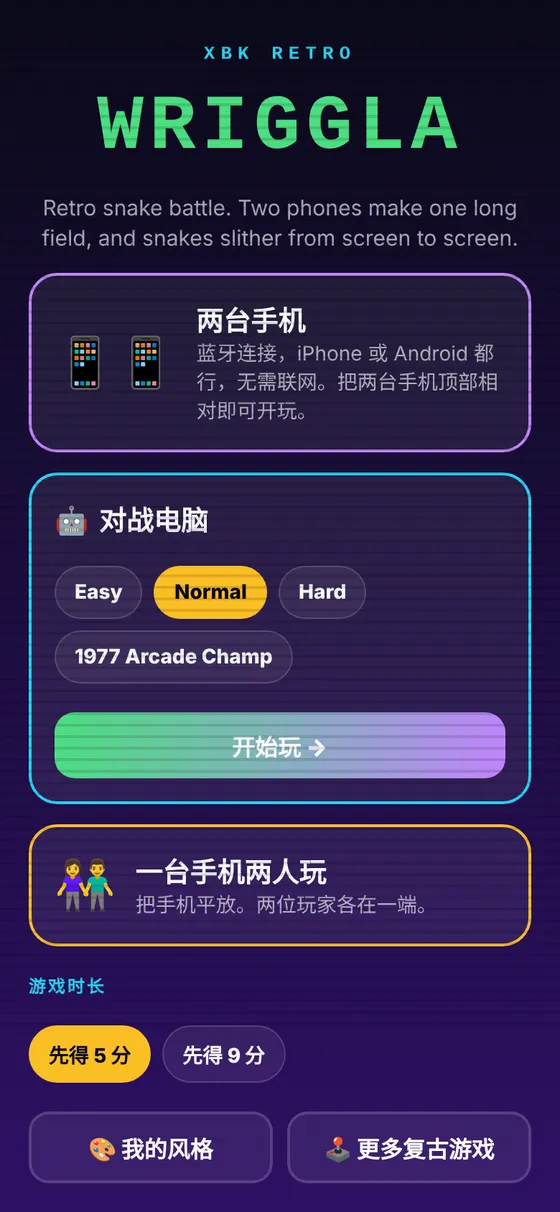 XBK RETRO
WRIGGLA
Retro snake battle. Two phones make one long
field, and snakes slither from screen to screen.
两台手机
蓝牙连接，iPhone 或 Android 都
行，无需联网。把两台手机顶部相
对即可开玩。
对战电脑
Easy
Normal
Hard
1977 Arcade Champ
开始玩 →
一台手机两人玩
把手机平放。两位玩家各在一端。
游戏时长
先得 5 分
先得 9 分
我的风格
更多复古游戏